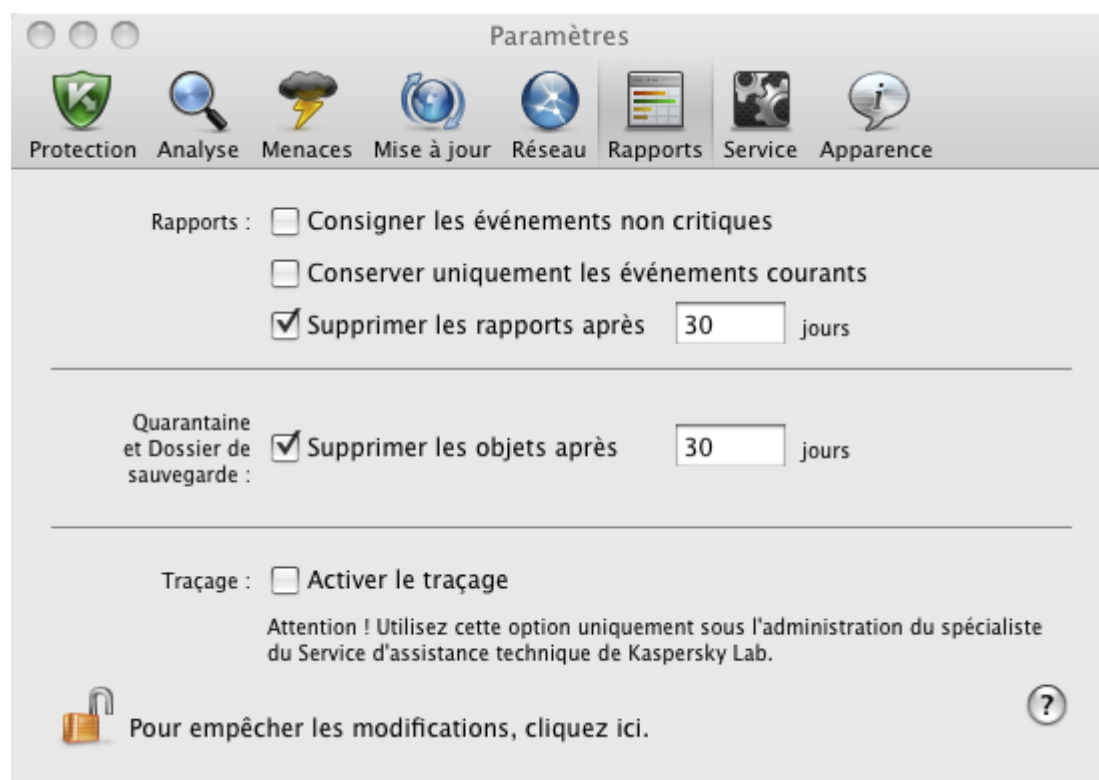 Paramètres
Protection Analyse Menaces Mise à jour Réseau Rapports Service Apparence
Rapports : Consigner les événements non critiques
Conserver uniquement les événements courants
Supprimer les rapports après 30 jours
Quarantaine
et Dossier de
sauvegarde : Supprimer les objets après 30 jours
Traçage : Activer le traçage
Attention ! Utilisez cette option uniquement sous l'administration du spécialiste
du Service d'assistance technique de Kaspersky Lab.
Pour empêcher les modifications, cliquez ici.
?